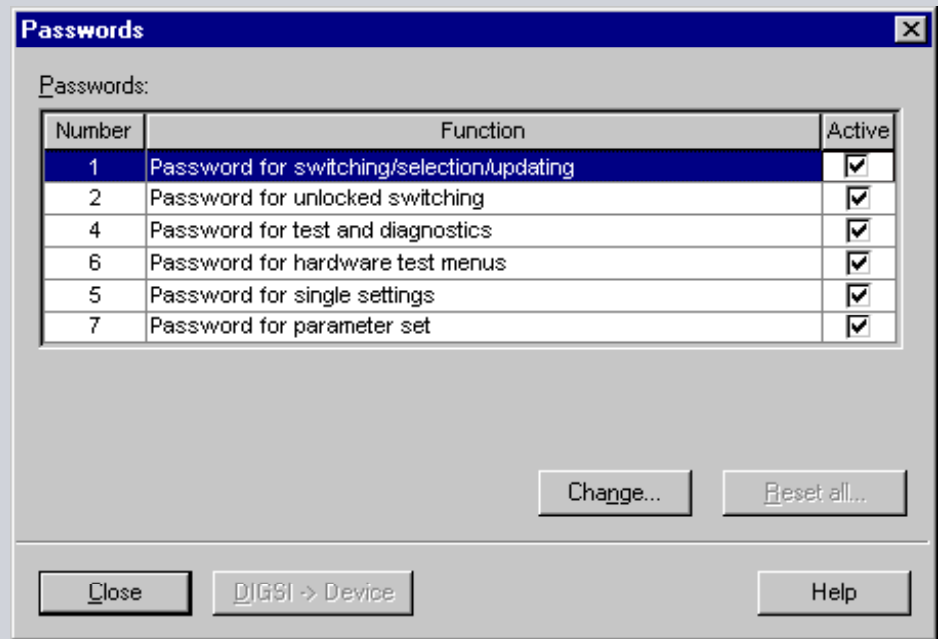 Passwords
Passwords:
Number Function Active
1 Password for switching/selection/updating
2 Password for unlocked switching
4 Password for test and diagnostics
6 Password for hardware test menus
5 Password for single settings
7 Password for parameter set
Change... Reset all...
Close DIGSI -> Device Help